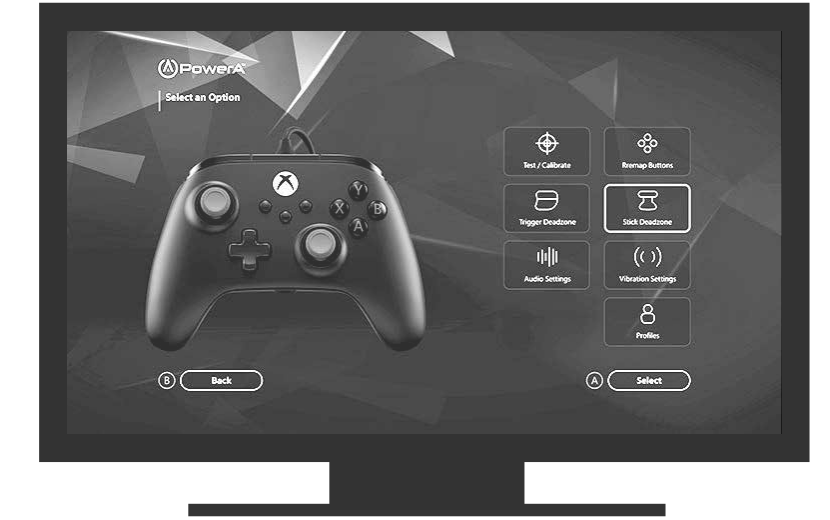 PowerA
Select an Option
Test / Calibrate
Remap Buttons
Trigger Deadzone
Stick Deadzone
Audio Settings
Vibration Settings
Profiles
Y
X
B
A
B
Back
A
Select